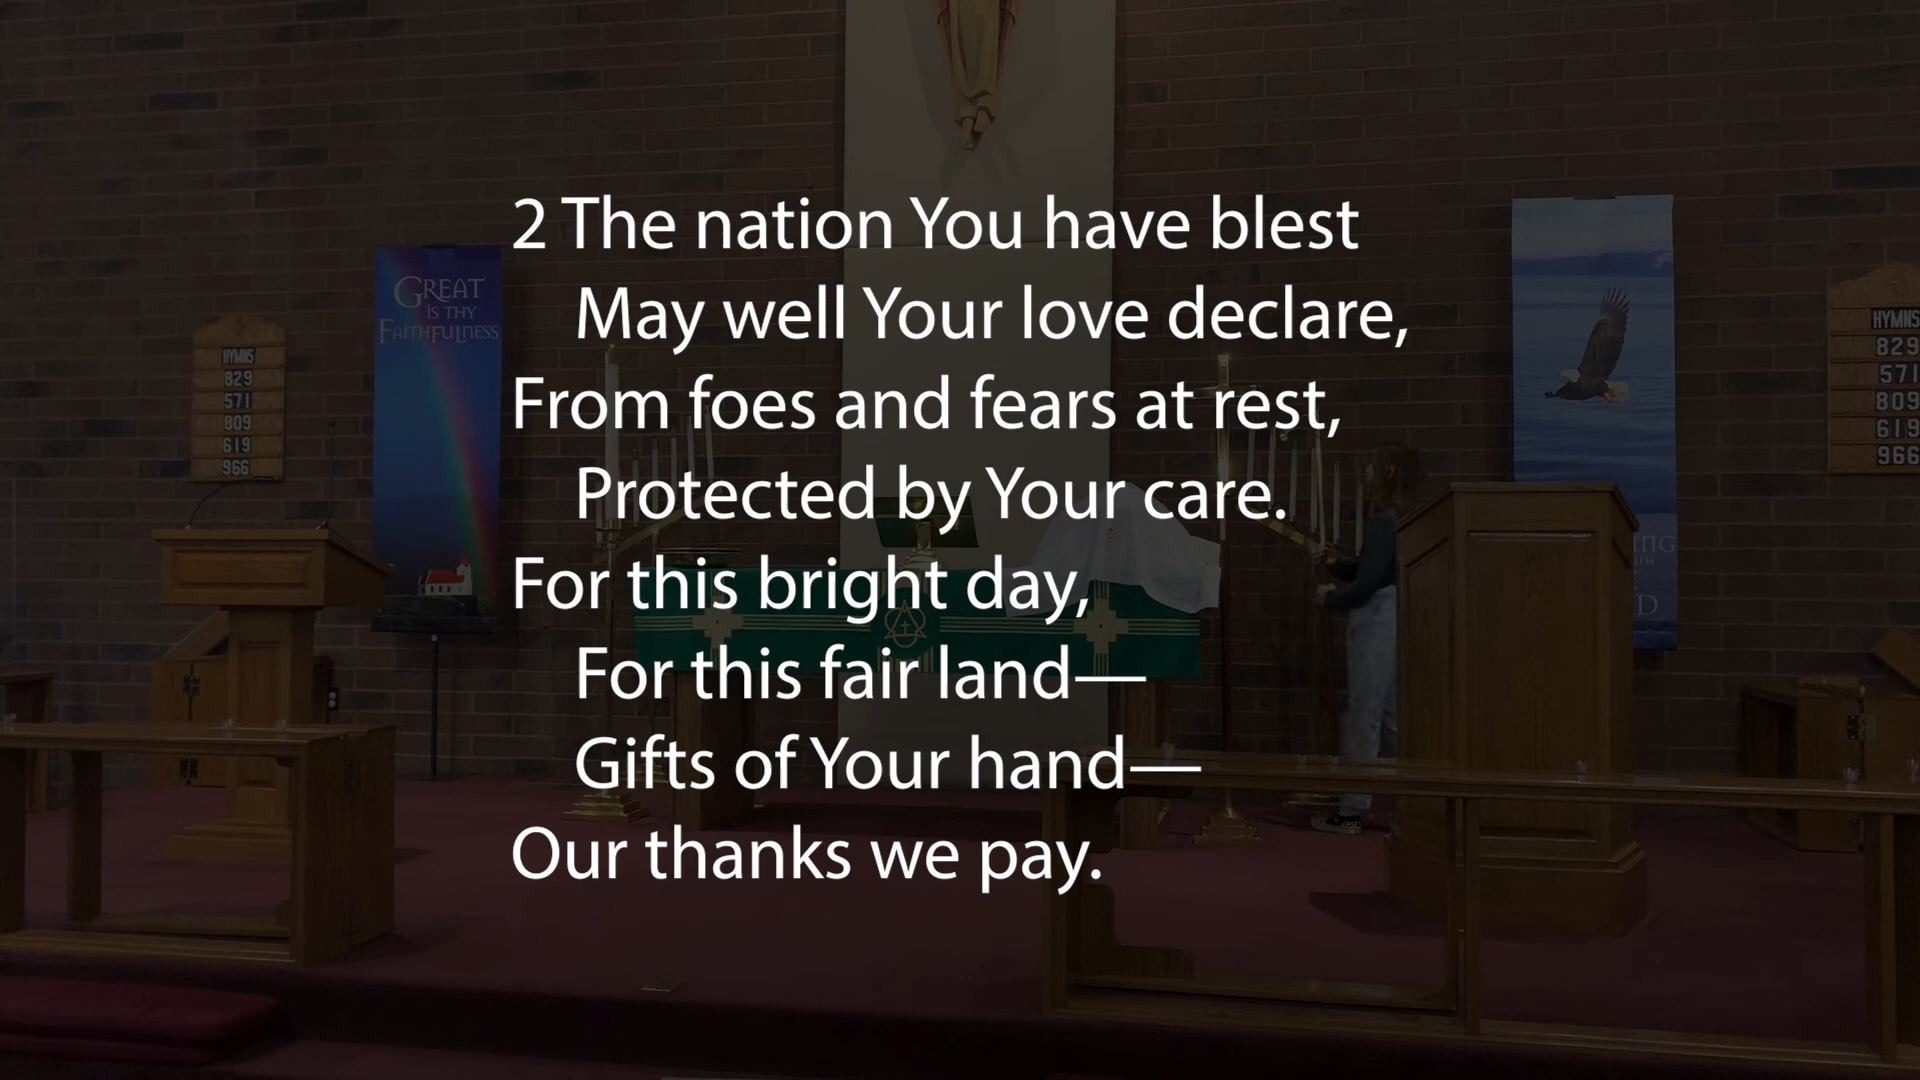 2 The nation You have blest
May well Your love declare,
From foes and fears at rest,
Protected by Your care.
For this bright day,
For this fair land—
Gifts of Your hand—
Our thanks we pay.
GREAT
IS THY
FAITHFULNESS
HYMNS
829
571
809
619
966
HYMNS
829
571
809
619
966